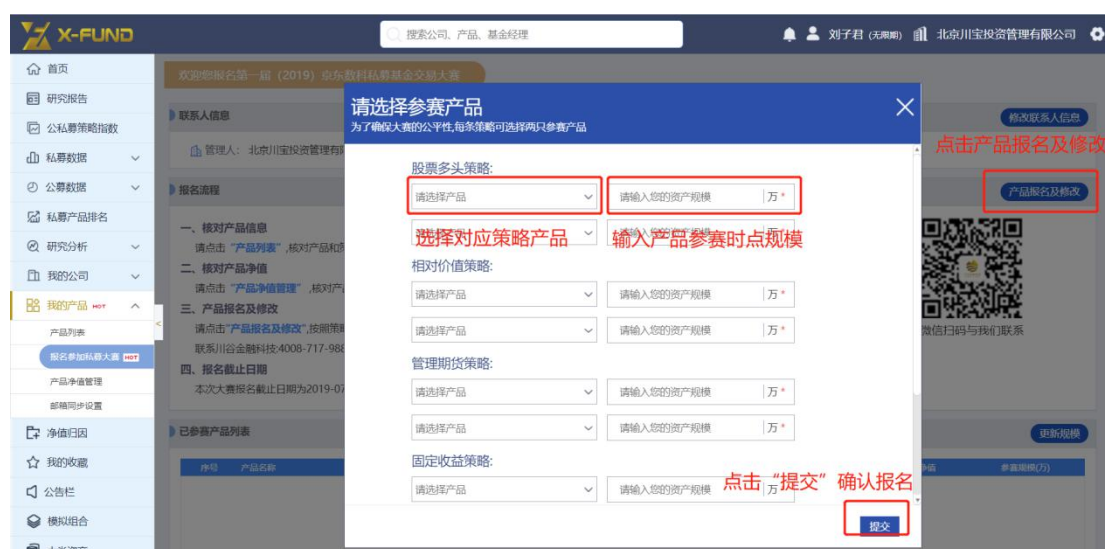 X-FUND
搜索公司、产品、基金经理
刘子君 (无限期)
北京川宝投资管理有限公司
首页
研究报告
公私募策略指数
私募数据
公募数据
私募产品排名
研究分析
我的公司
我的产品 HOT
产品列表
报名参加私募大赛 HOT
产品净值管理
邮箱同步设置
净值归因
我的收藏
公告栏
模拟组合
欢迎您报名第一届 (2019) 京东数科私募基金交易大赛
联系人信息
修改联系人信息
管理人： 北京川宝投资管理有
点击产品报名及修改
报名流程
产品报名及修改
一、核对产品信息
请点击 "产品列表" ,核对产品和
二、核对产品净值
请点击 "产品净值管理" ,核对产
三、产品报名及修改
请点击"产品报名及修改",按照策
联系川谷金融科技:4008-717-988
四、报名截止日期
本次大赛报名截止日期为2019-07
微信扫码与我们联系
已参赛产品列表
更新规模
序号 产品名称
净值 参赛规模(万)
请选择参赛产品
为了确保大赛的公平性,每条策略可选择两只参赛产品
股票多头策略:
请选择产品 请输入您的资产规模 万 *
选择对应策略产品 输入产品参赛时点规模
相对价值策略:
请选择产品 请输入您的资产规模 万 *
请选择产品 请输入您的资产规模 万 *
管理期货策略:
请选择产品 请输入您的资产规模 万 *
请选择产品 请输入您的资产规模 万 *
固定收益策略:
请选择产品 请输入您的资产规模 万 *
点击 "提交" 确认报名
提交